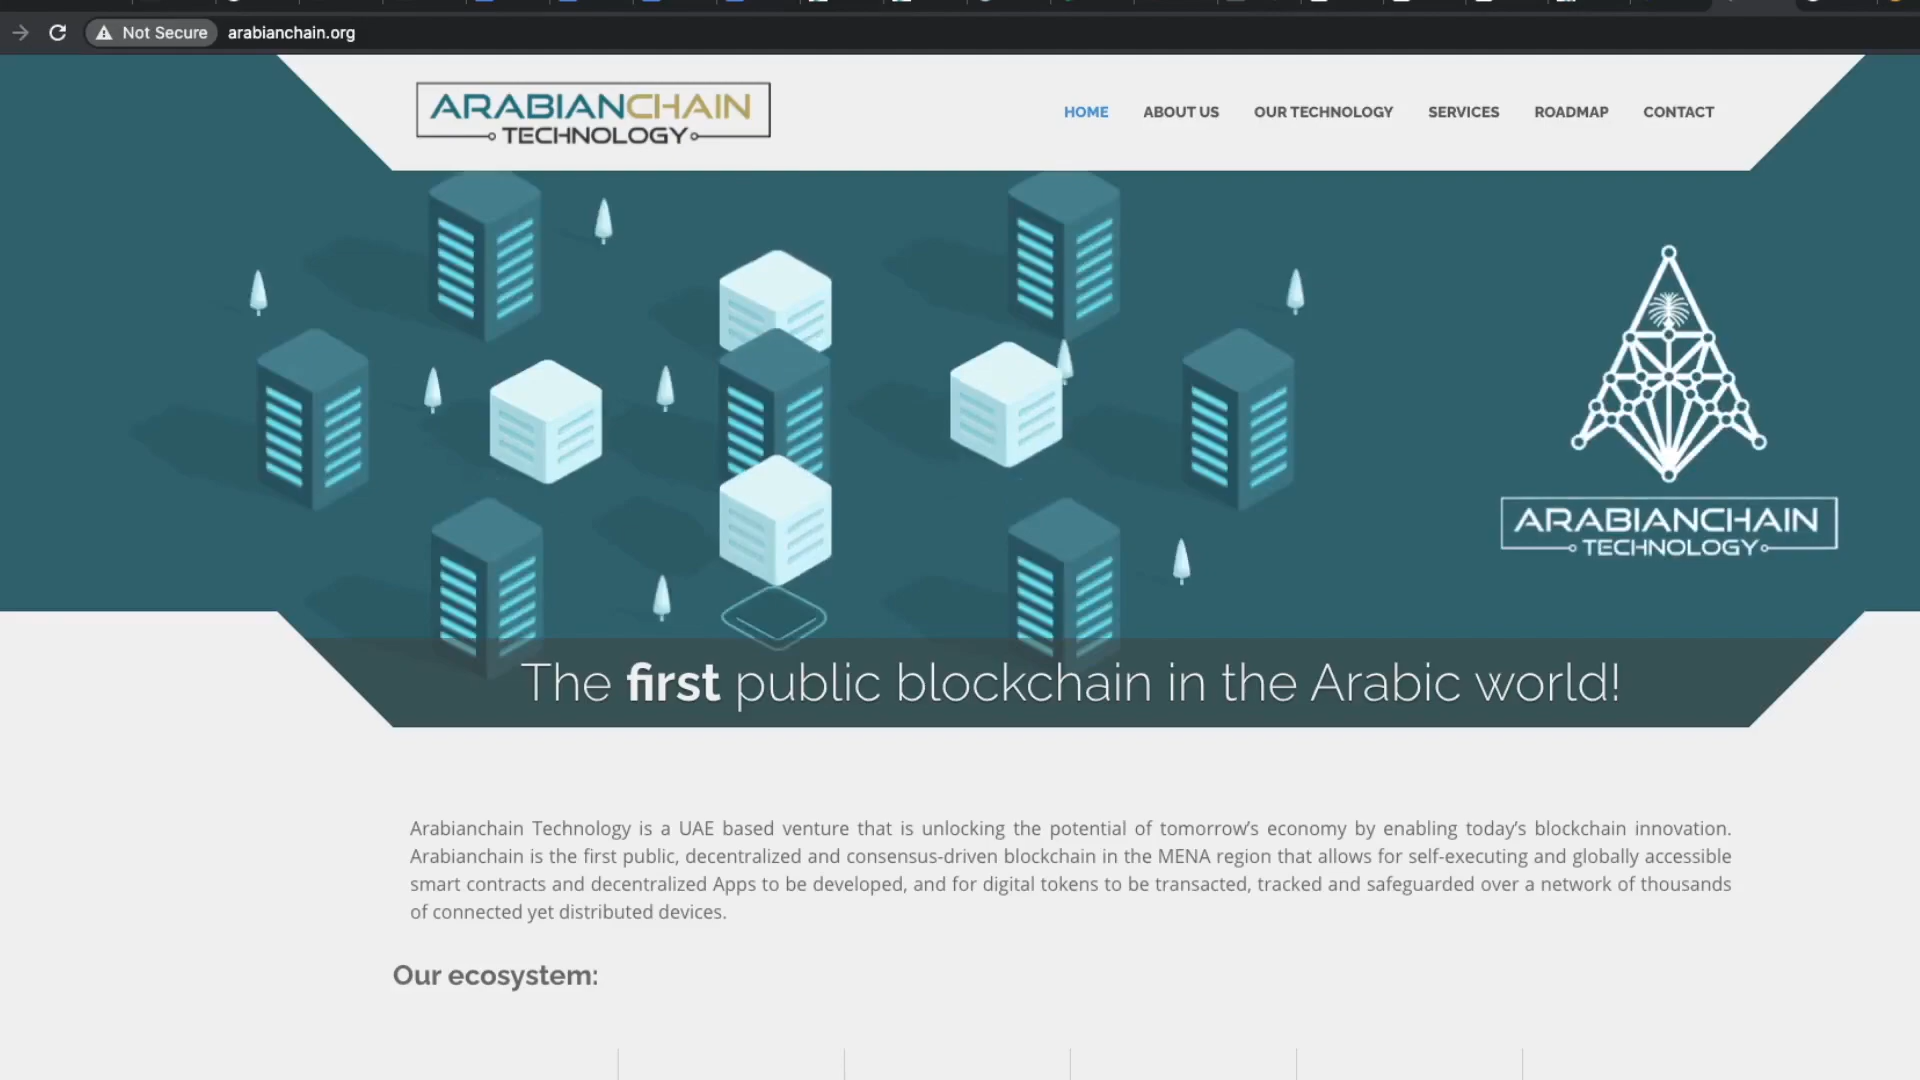 Not Secure arabianchain.org
ARABIANCHAIN
TECHNOLOGY
HOME ABOUT US OUR TECHNOLOGY SERVICES ROADMAP CONTACT
ARABIANCHAIN
TECHNOLOGY
The first public blockchain in the Arabic world!
Arabianchain Technology is a UAE based venture that is unlocking the potential of tomorrow’s economy by enabling today’s blockchain innovation.
Arabianchain is the first public, decentralized and consensus-driven blockchain in the MENA region that allows for self-executing and globally accessible
smart contracts and decentralized Apps to be developed, and for digital tokens to be transacted, tracked and safeguarded over a network of thousands
of connected yet distributed devices.
Our ecosystem: